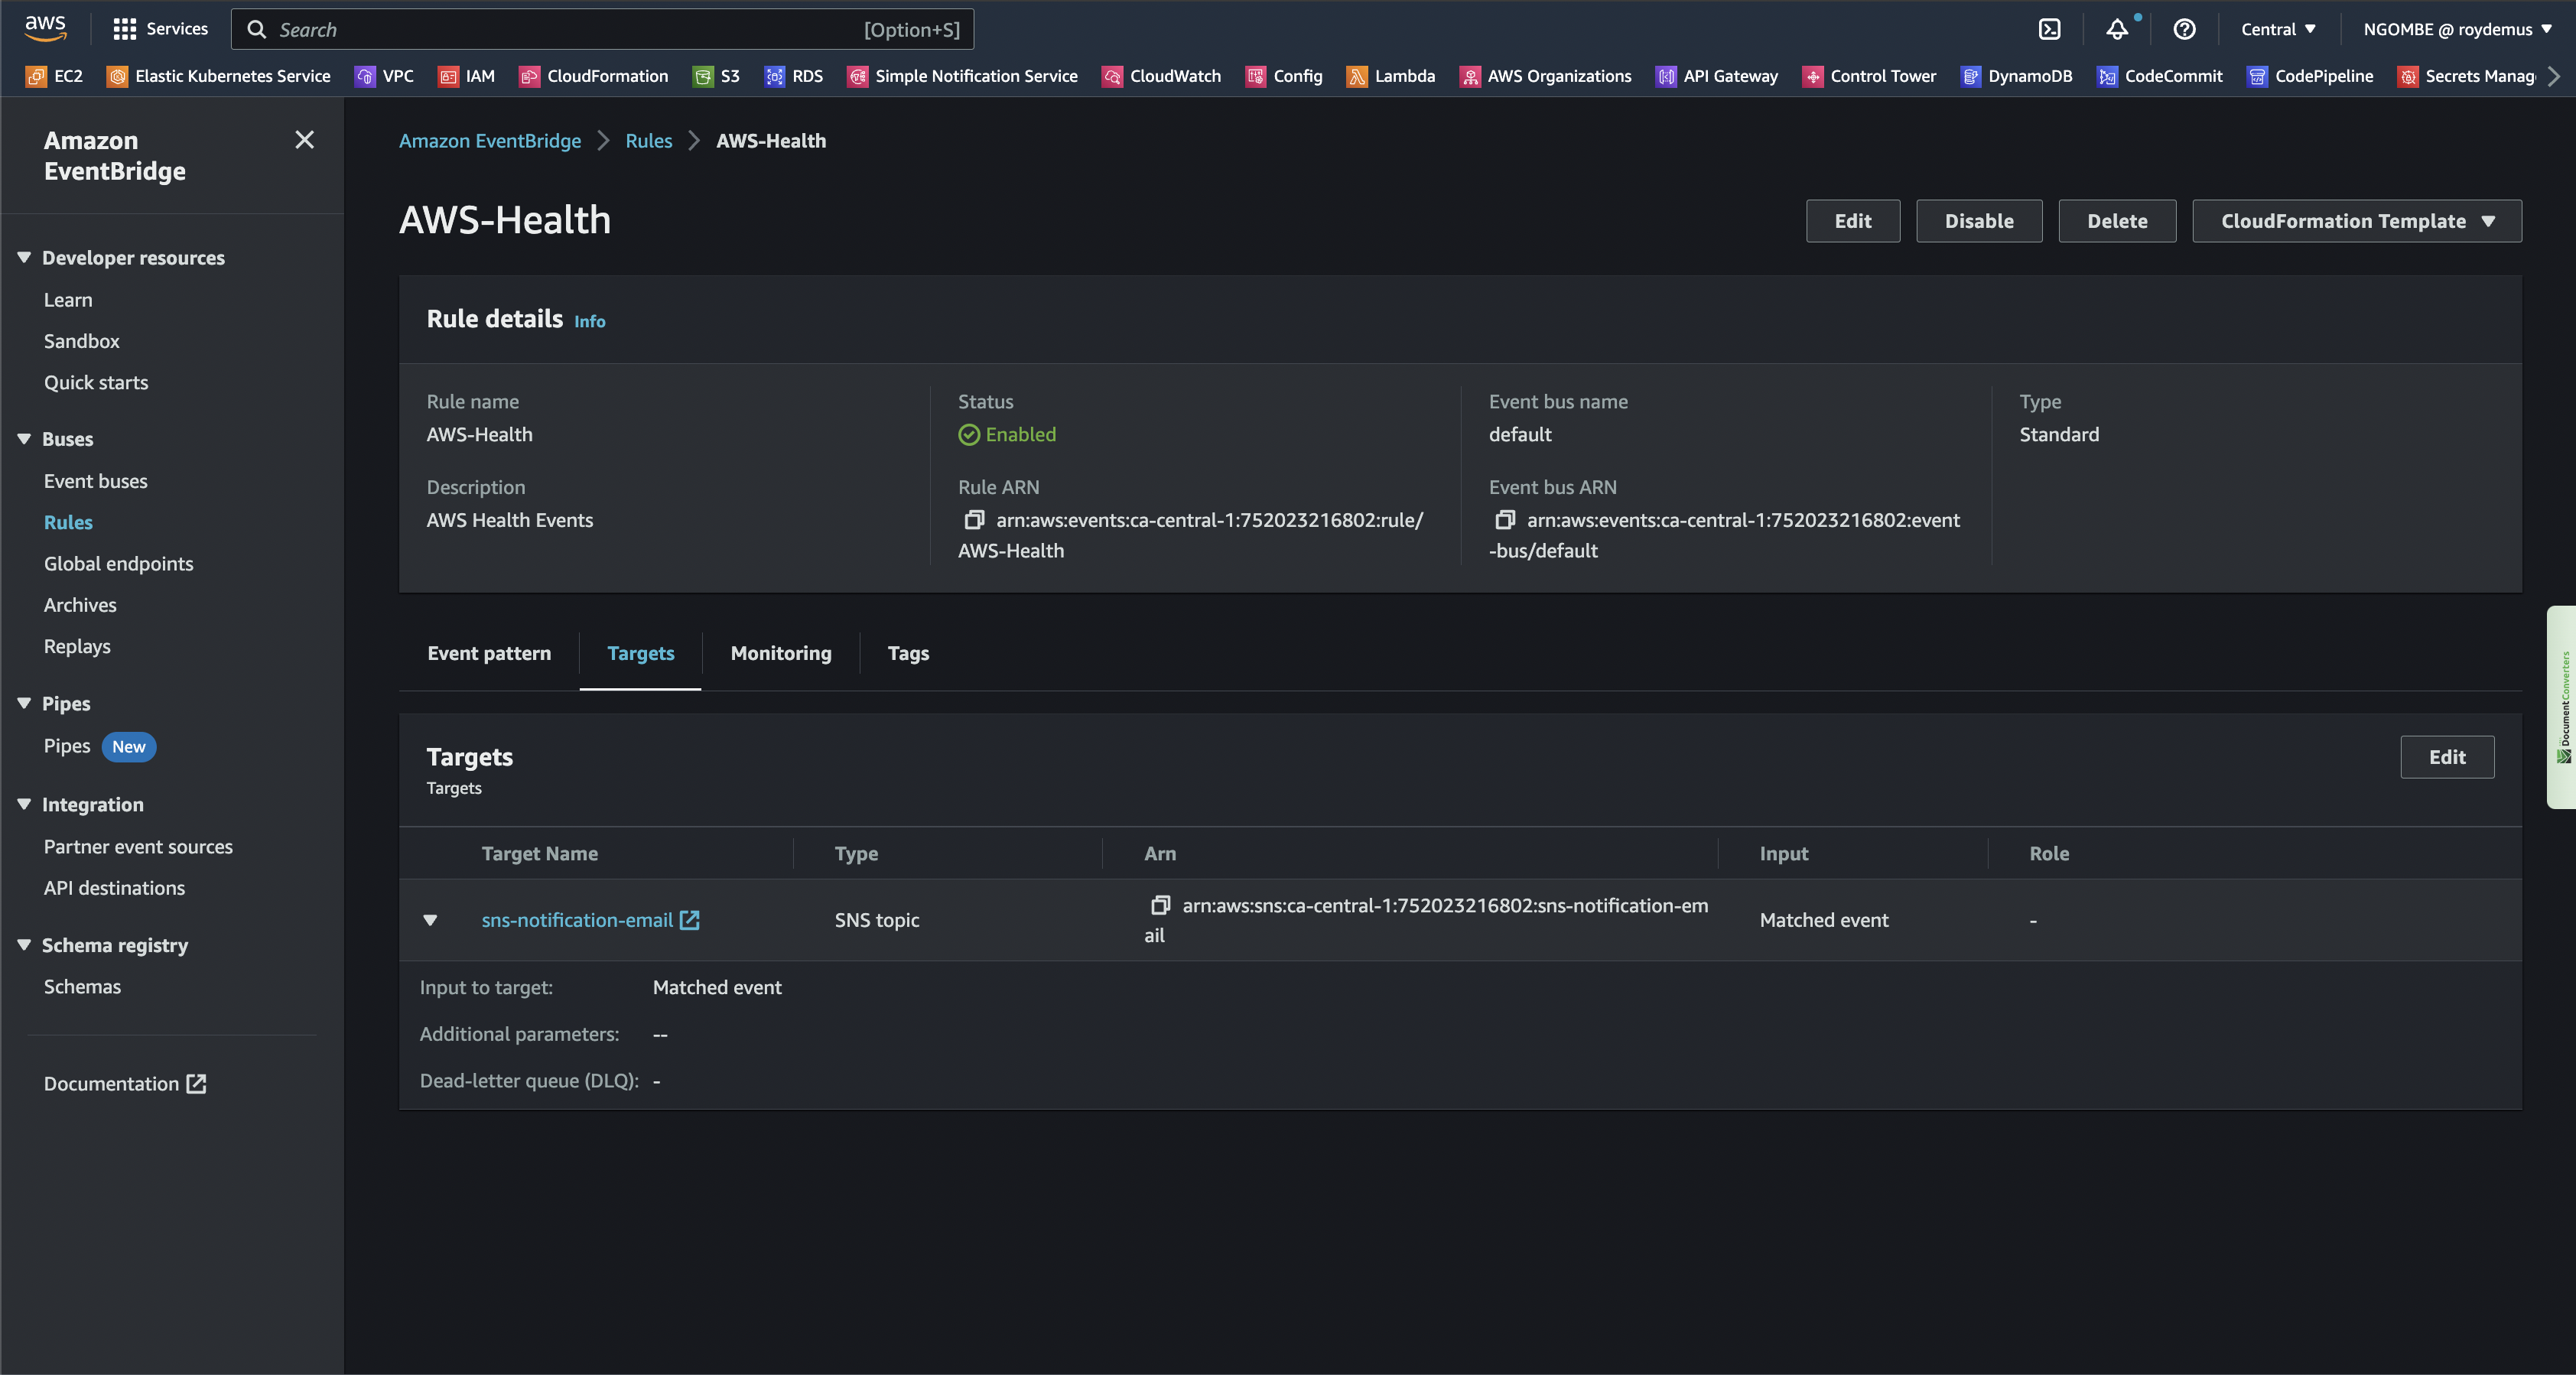 aws
Services
Search
[Option+S]
Central
NGOMBE @ roydemus
EC2
Elastic Kubernetes Service
VPC
IAM
CloudFormation
S3
RDS
Simple Notification Service
CloudWatch
Config
Lambda
AWS Organizations
API Gateway
Control Tower
DynamoDB
CodeCommit
CodePipeline
Secrets Manag
Amazon
EventBridge
Developer resources
Learn
Sandbox
Quick starts
Buses
Event buses
Rules
Global endpoints
Archives
Replays
Pipes
Pipes New
Integration
Partner event sources
API destinations
Schema registry
Schemas
Documentation
Amazon EventBridge
Rules
AWS-Health
AWS-Health
Edit
Disable
Delete
CloudFormation Template
Rule details Info
Rule name
AWS-Health
Description
AWS Health Events
Status
Enabled
Rule ARN
arn:aws:events:ca-central-1:752023216802:rule/
AWS-Health
Event bus name
default
Event bus ARN
arn:aws:events:ca-central-1:752023216802:event
-bus/default
Type
Standard
Event pattern
Targets
Monitoring
Tags
Targets
Targets
Edit
Target Name
Type
Arn
Input
Role
sns-notification-email
SNS topic
arn:aws:sns:ca-central-1:752023216802:sns-notification-em
ail
Matched event
-
Input to target: Matched event
Additional parameters: --
Dead-letter queue (DLQ): -
DocumentConverters